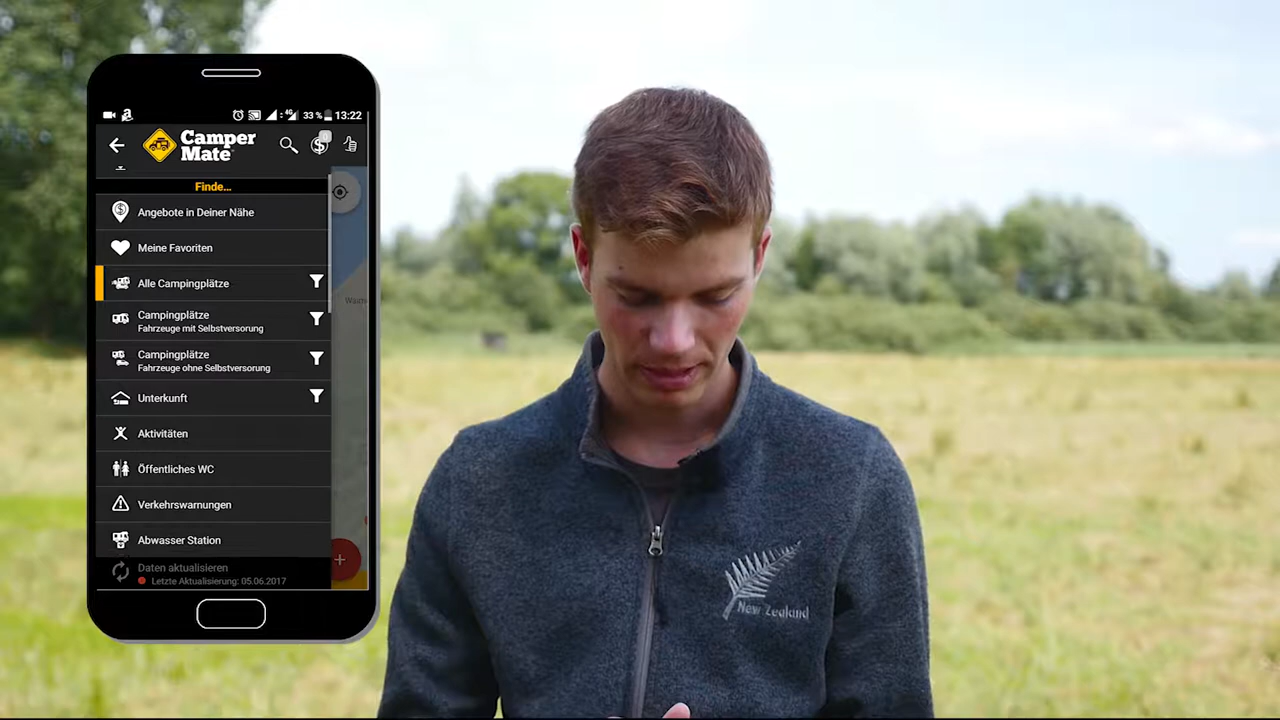 4G 33 % 13:22
Camper
Mate
0
Finde...
Angebote in Deiner Nähe
Meine Favoriten
Alle Campingplätze
Campingplätze
Fahrzeuge mit Selbstversorung
Campingplätze
Fahrzeuge ohne Selbstversorung
Unterkunft
Aktivitäten
Öffentliches WC
Verkehrswarnungen
Abwasser Station
Daten aktualisieren
Letzte Aktualisierung: 05.06.2017
New Zealand